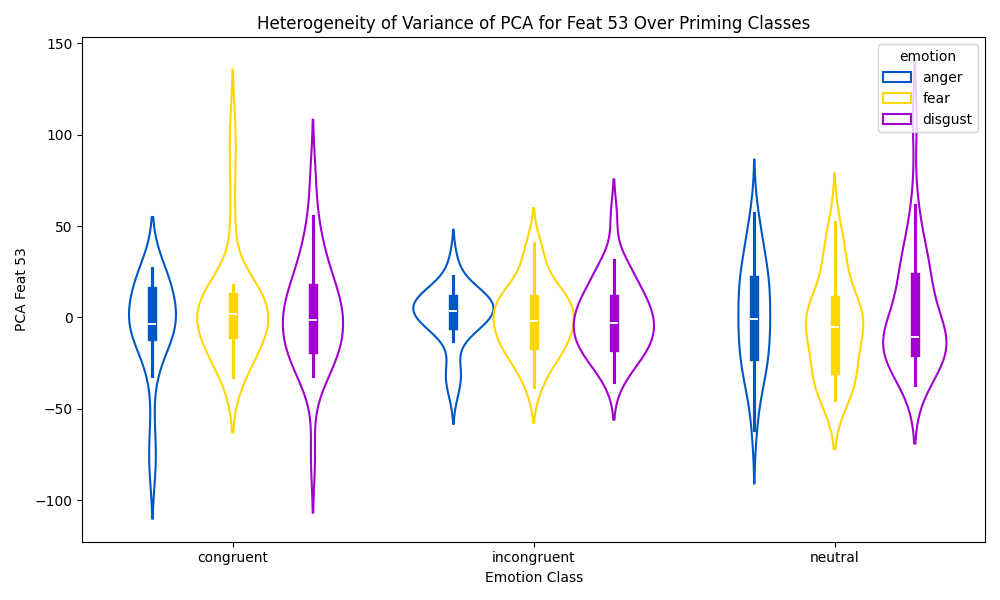 Heterogeneity of Variance of PCA for Feat 53 Over Priming Classes
150
100
50
0
−50
−100
PCA Feat 53
emotion
anger
fear
disgust
congruent
incongruent
neutral
Emotion Class